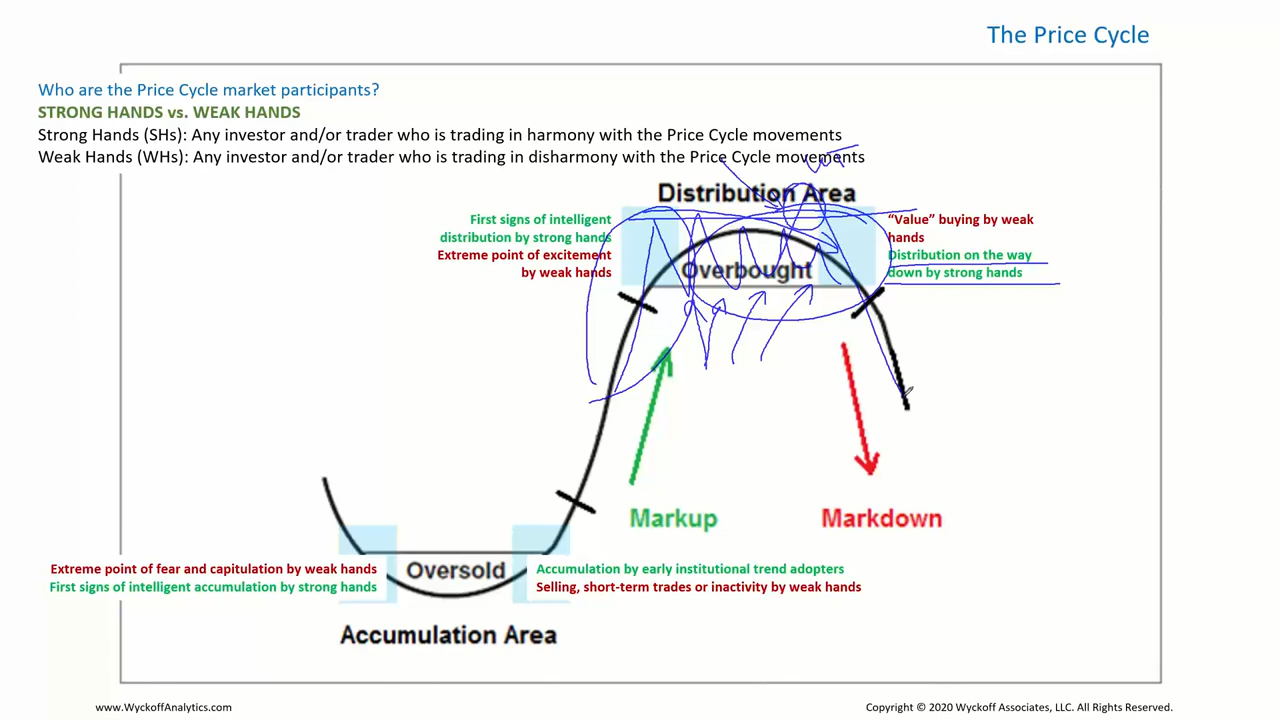 The Price Cycle
Who are the Price Cycle market participants?
STRONG HANDS vs. WEAK HANDS
Strong Hands (SHs): Any investor and/or trader who is trading in harmony with the Price Cycle movements
Weak Hands (WHs): Any investor and/or trader who is trading in disharmony with the Price Cycle movements
Distribution Area
First signs of intelligent
distribution by strong hands
Extreme point of excitement
by weak hands
"Value" buying by weak
hands
Distribution on the way
down by strong hands
Overbought
Markup
Markdown
Extreme point of fear and capitulation by weak hands
First signs of intelligent accumulation by strong hands
Oversold
Accumulation by early institutional trend adopters
Selling, short-term trades or inactivity by weak hands
Accumulation Area
www.WyckoffAnalytics.com
Copyright © 2020 Wyckoff Associates, LLC. All Rights Reserved.